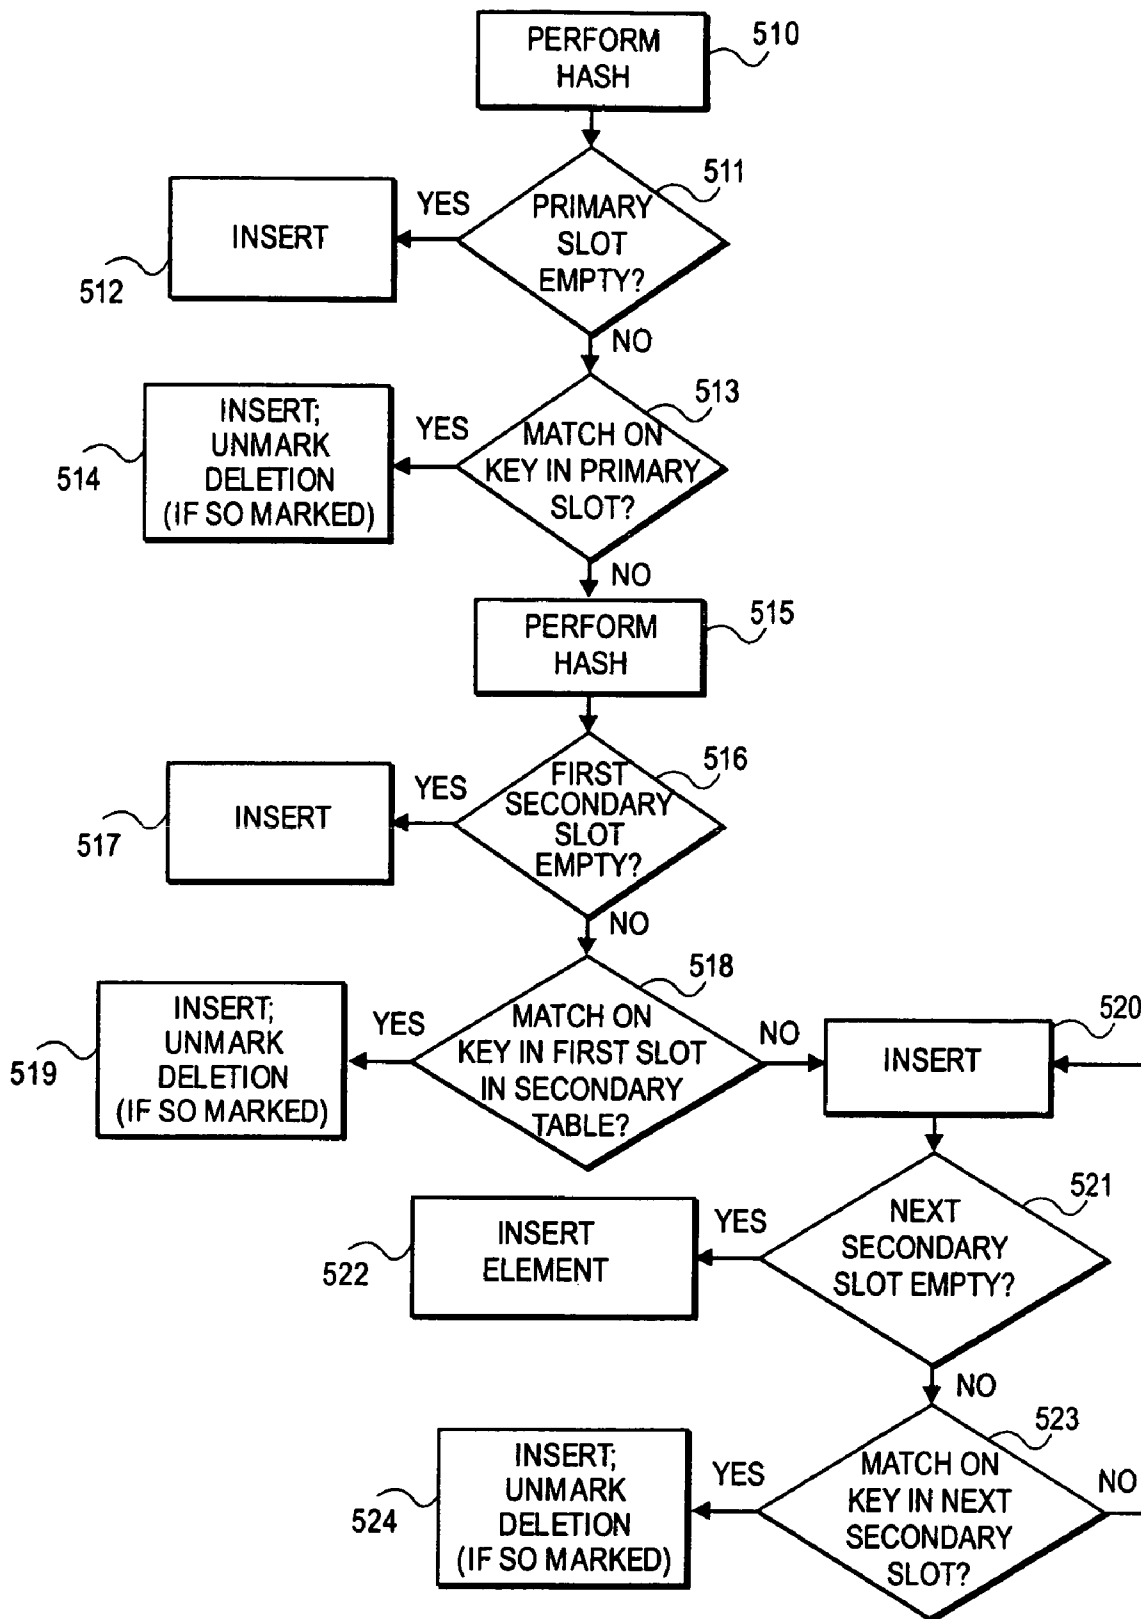 PERFORM
HASH
510
PRIMARY
SLOT
EMPTY?
511
YES
INSERT
512
NO
MATCH ON
KEY IN PRIMARY
SLOT?
513
YES
INSERT;
UNMARK
DELETION
(IF SO MARKED)
514
NO
PERFORM
HASH
515
FIRST
SECONDARY
SLOT
EMPTY?
516
YES
INSERT
517
NO
MATCH ON
KEY IN FIRST SLOT
IN SECONDARY
TABLE?
518
YES
INSERT;
UNMARK
DELETION
(IF SO MARKED)
519
NO
INSERT
520
NEXT
SECONDARY
SLOT EMPTY?
521
YES
INSERT
ELEMENT
522
NO
MATCH ON
KEY IN NEXT
SECONDARY
SLOT?
523
YES
INSERT;
UNMARK
DELETION
(IF SO MARKED)
524
NO